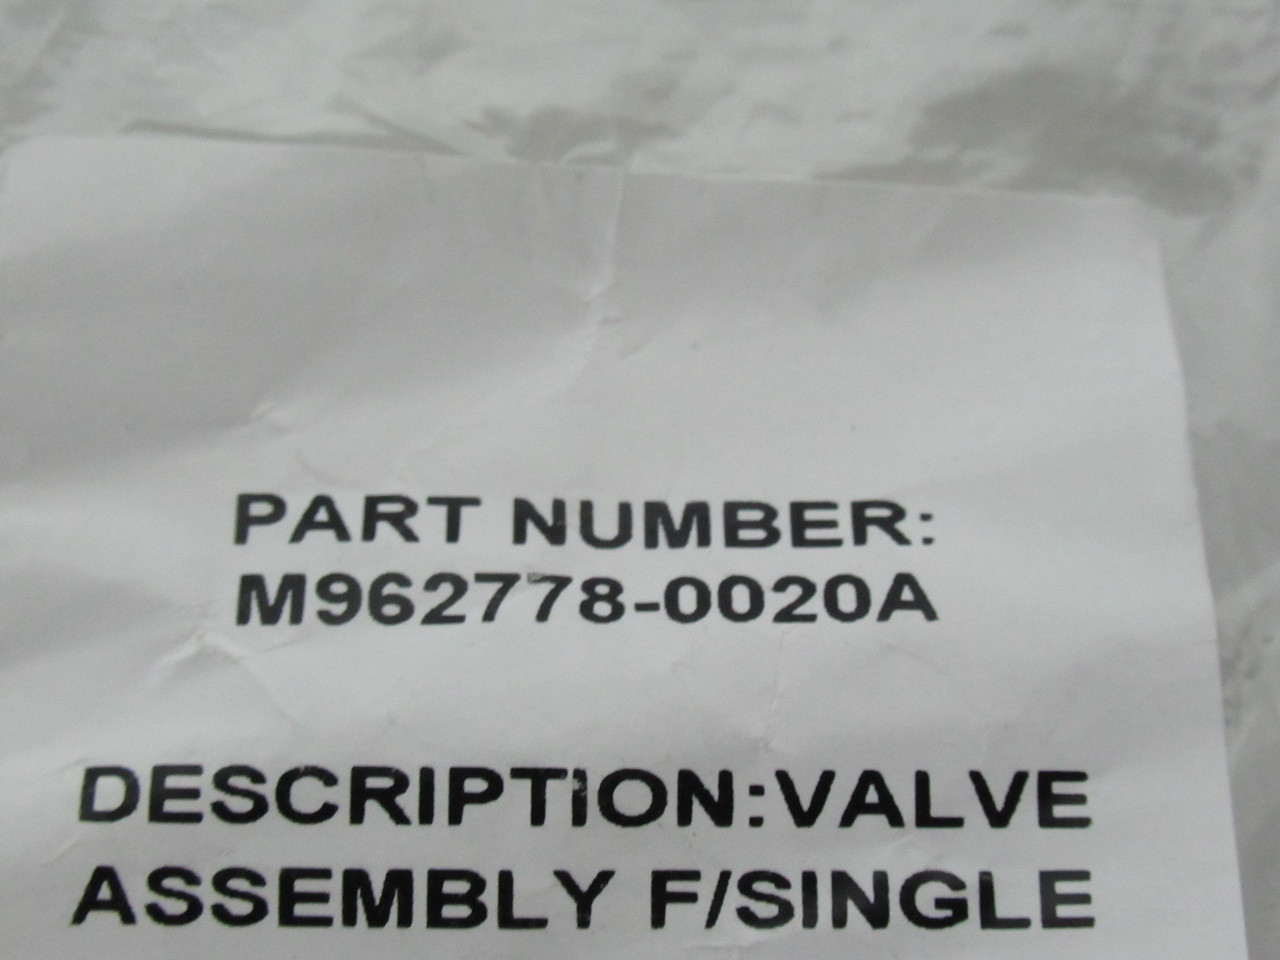 PART NUMBER:
M962778-0020A
DESCRIPTION:VALVE
ASSEMBLY F/SINGLE